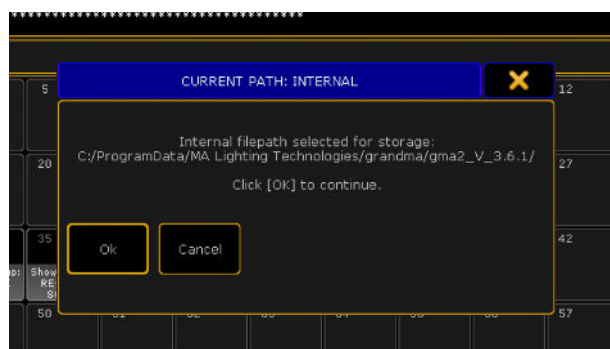 *********************************
CURRENT PATH: INTERNAL
5
12
Internal filepath selected for storage:
C:/ProgramData/MA Lighting Technologies/grandma/gma2_V_3.6.1/
20
27
Click [OK] to continue.
35
42
Ok
Cancel
Show
RE
50
57